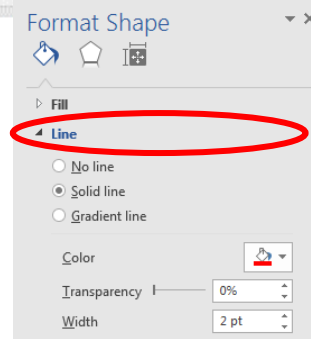 Format Shape
Fill
Line
No line
Solid line
Gradient line
Color
Transparency 0%
Width 2 pt